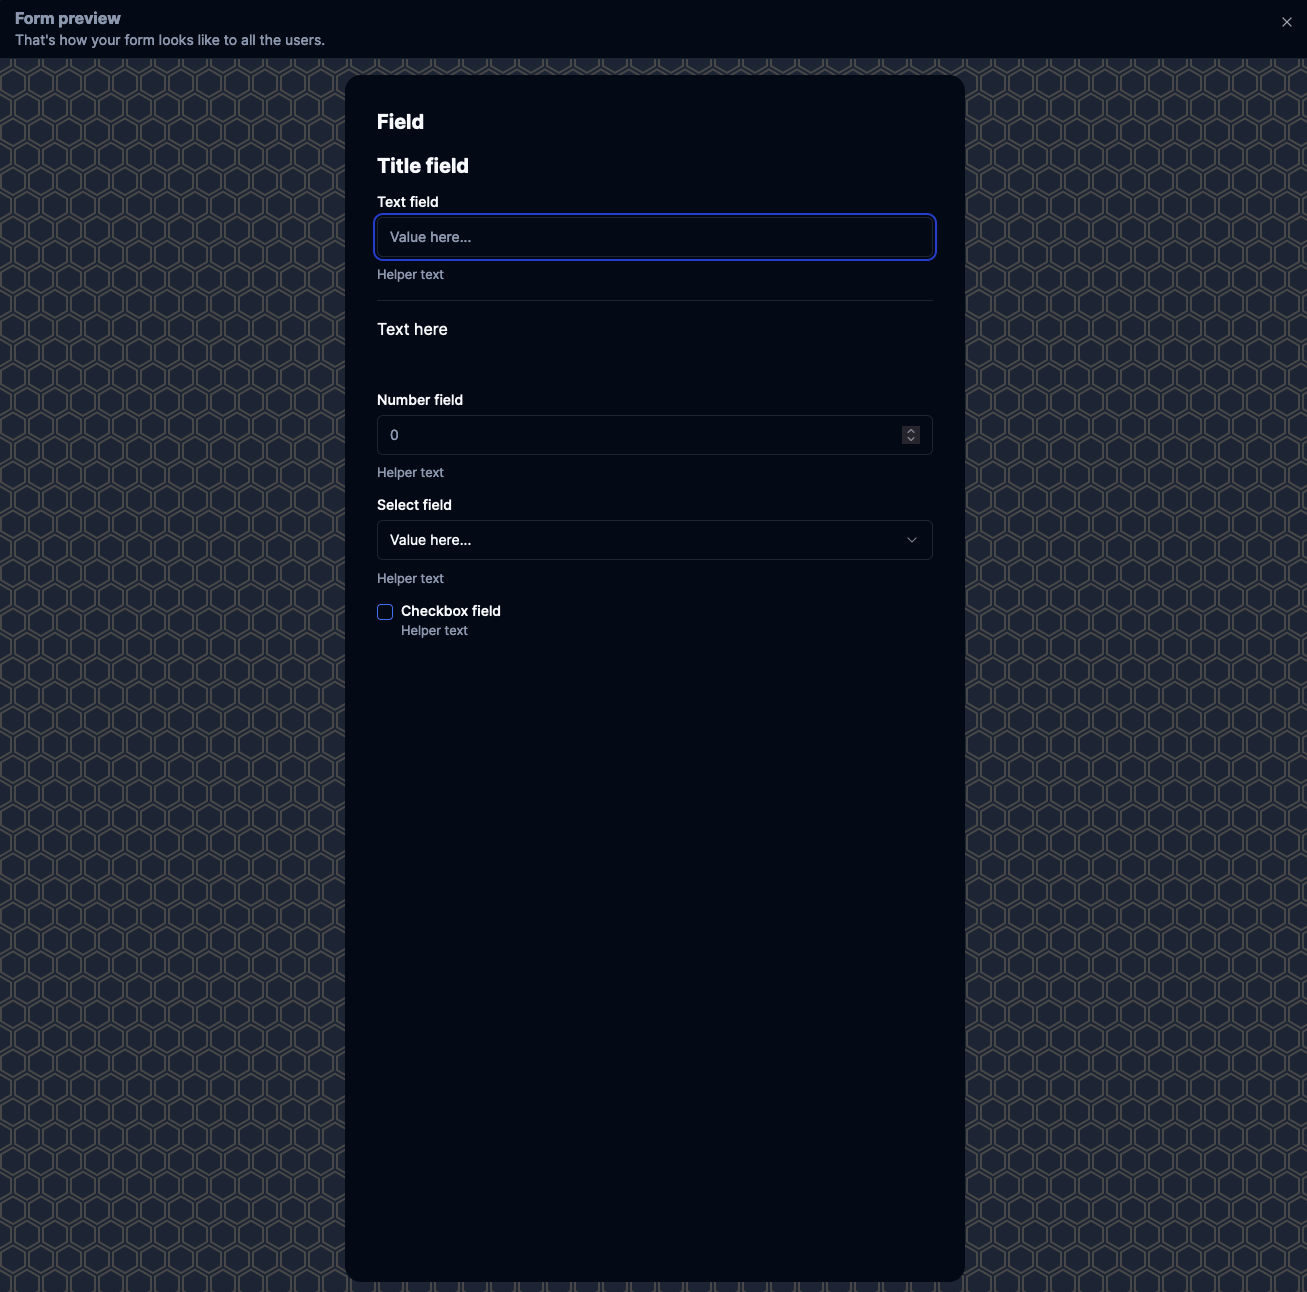 Form preview
That's how your form looks like to all the users.
Field
Title field
Text field
Value here...
Helper text
Text here
Number field
0
Helper text
Select field
Value here...
Helper text
Checkbox field
Helper text